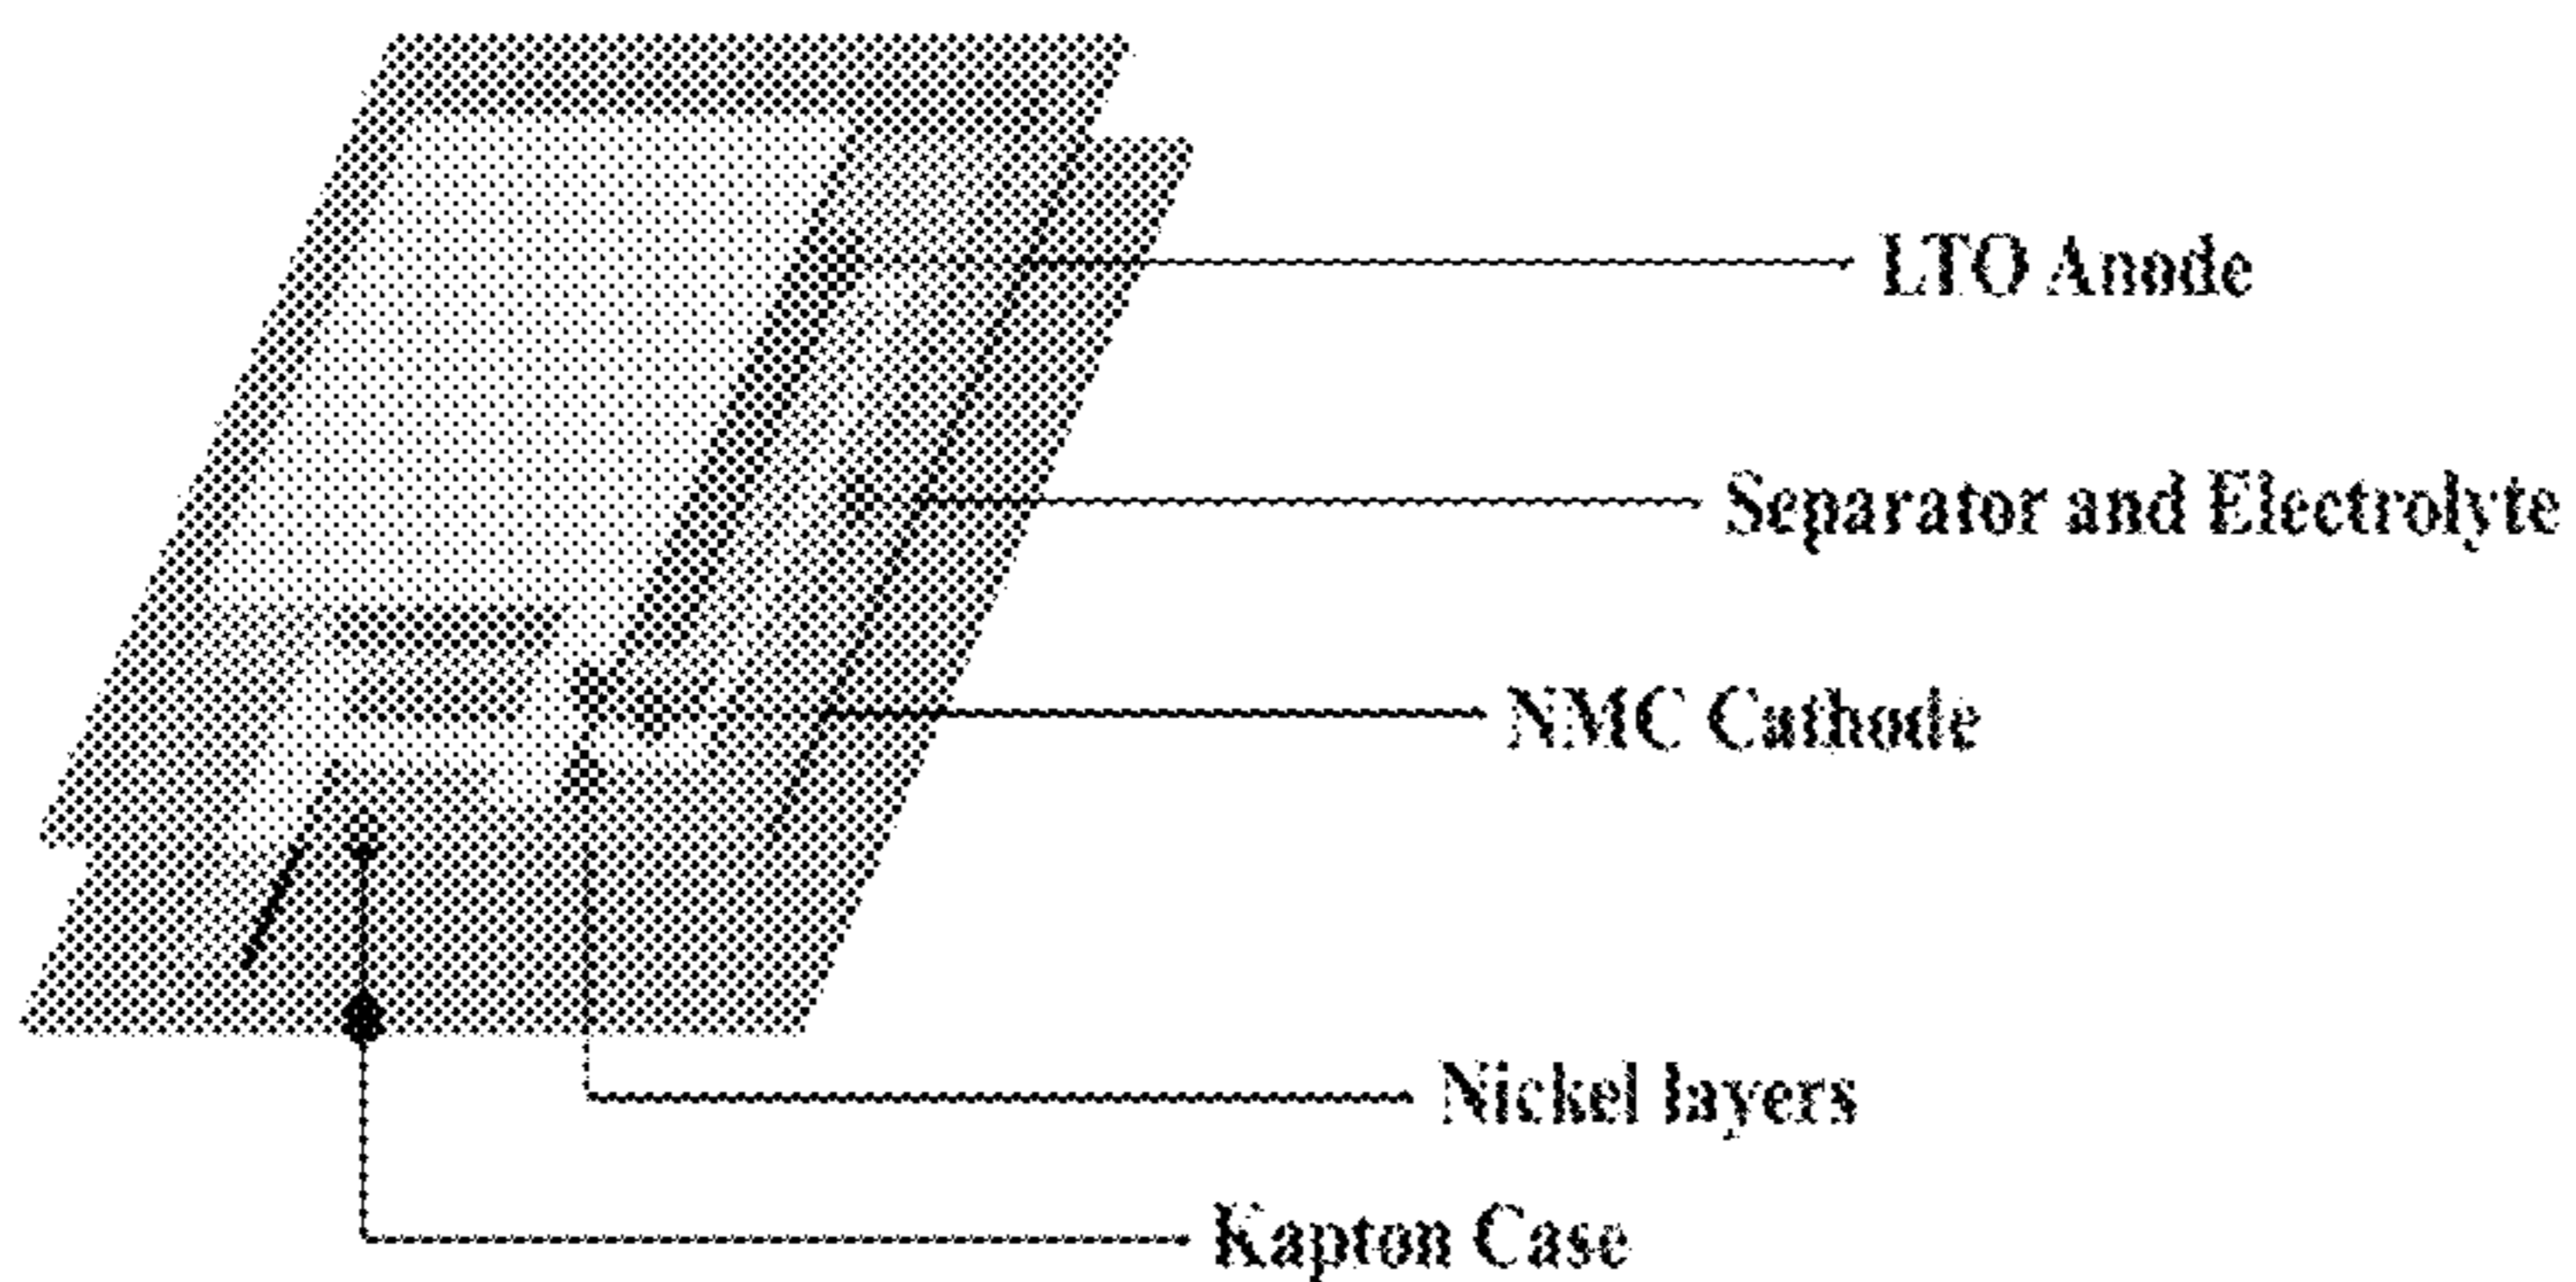 LTO Anode
Separator and Electrolyte
NMC Cathode
Nickel layers
Kapton Case